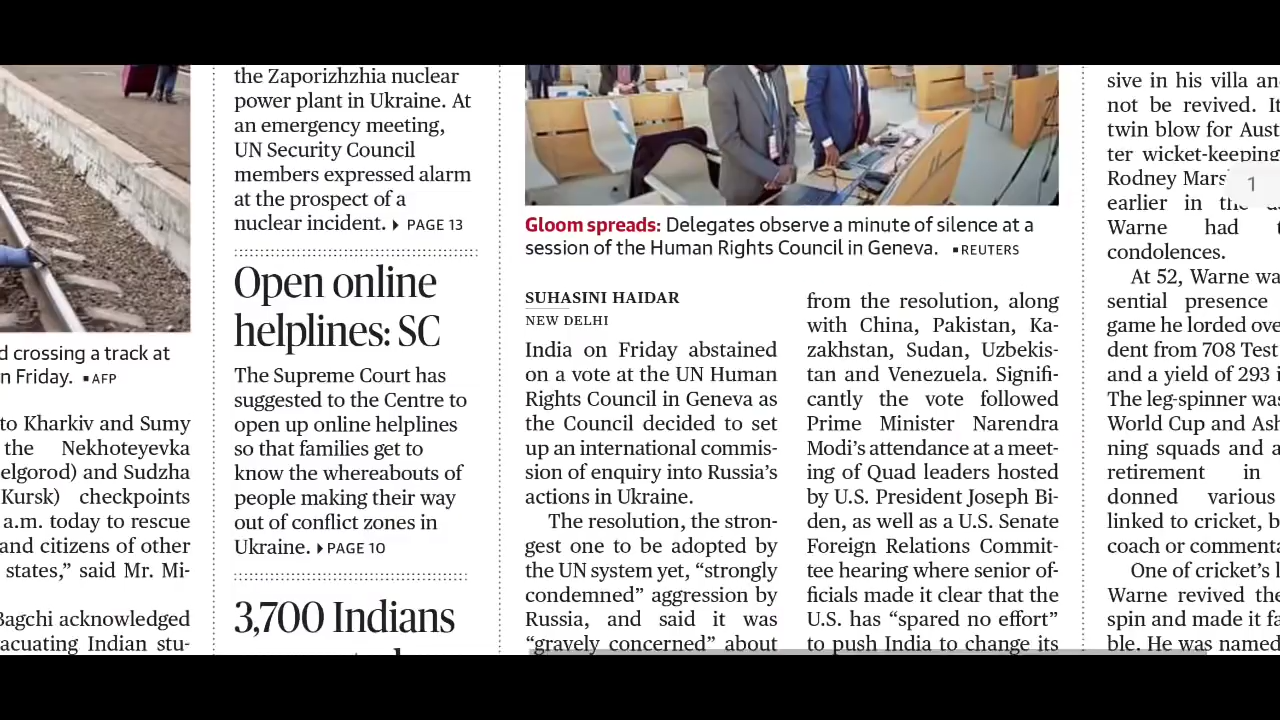 d crossing a track at
n Friday. ▪AFP
to Kharkiv and Sumy
the Nekhoteyevka
elgorod) and Sudzha
Kursk) checkpoints
a.m. today to rescue
and citizens of other
states,” said Mr. Mi-
Bagchi acknowledged
acuating Indian stu-
the Zaporizhzhia nuclear
power plant in Ukraine. At
an emergency meeting,
UN Security Council
members expressed alarm
at the prospect of a
nuclear incident. ▸ PAGE 13
Open online
helplines: SC
The Supreme Court has
suggested to the Centre to
open up online helplines
so that families get to
know the whereabouts of
people making their way
out of conflict zones in
Ukraine. ▸PAGE 10
3,700 Indians
Gloom spreads: Delegates observe a minute of silence at a
session of the Human Rights Council in Geneva. ▪REUTERS
SUHASINI HAIDAR
NEW DELHI
India on Friday abstained
on a vote at the UN Human
Rights Council in Geneva as
the Council decided to set
up an international commis-
sion of enquiry into Russia’s
actions in Ukraine.
The resolution, the stron-
gest one to be adopted by
the UN system yet, “strongly
condemned” aggression by
Russia, and said it was
“gravely concerned” about
from the resolution, along
with China, Pakistan, Ka-
zakhstan, Sudan, Uzbekis-
tan and Venezuela. Signifi-
cantly the vote followed
Prime Minister Narendra
Modi’s attendance at a meet-
ing of Quad leaders hosted
by U.S. President Joseph Bi-
den, as well as a U.S. Senate
Foreign Relations Commit-
tee hearing where senior of-
ficials made it clear that the
U.S. has “spared no effort”
to push India to change its
sive in his villa an
not be revived. It
twin blow for Aust
ter wicket-keeping
Rodney Mars
earlier in the
Warne had t
condolences.
At 52, Warne wa
sential presence
game he lorded ove
dent from 708 Test
and a yield of 293 i
The leg-spinner was
World Cup and Ash
ning squads and a
retirement in
donned various
linked to cricket, b
coach or commenta
One of cricket’s l
Warne revived the
spin and made it fa
ble. He was named
1